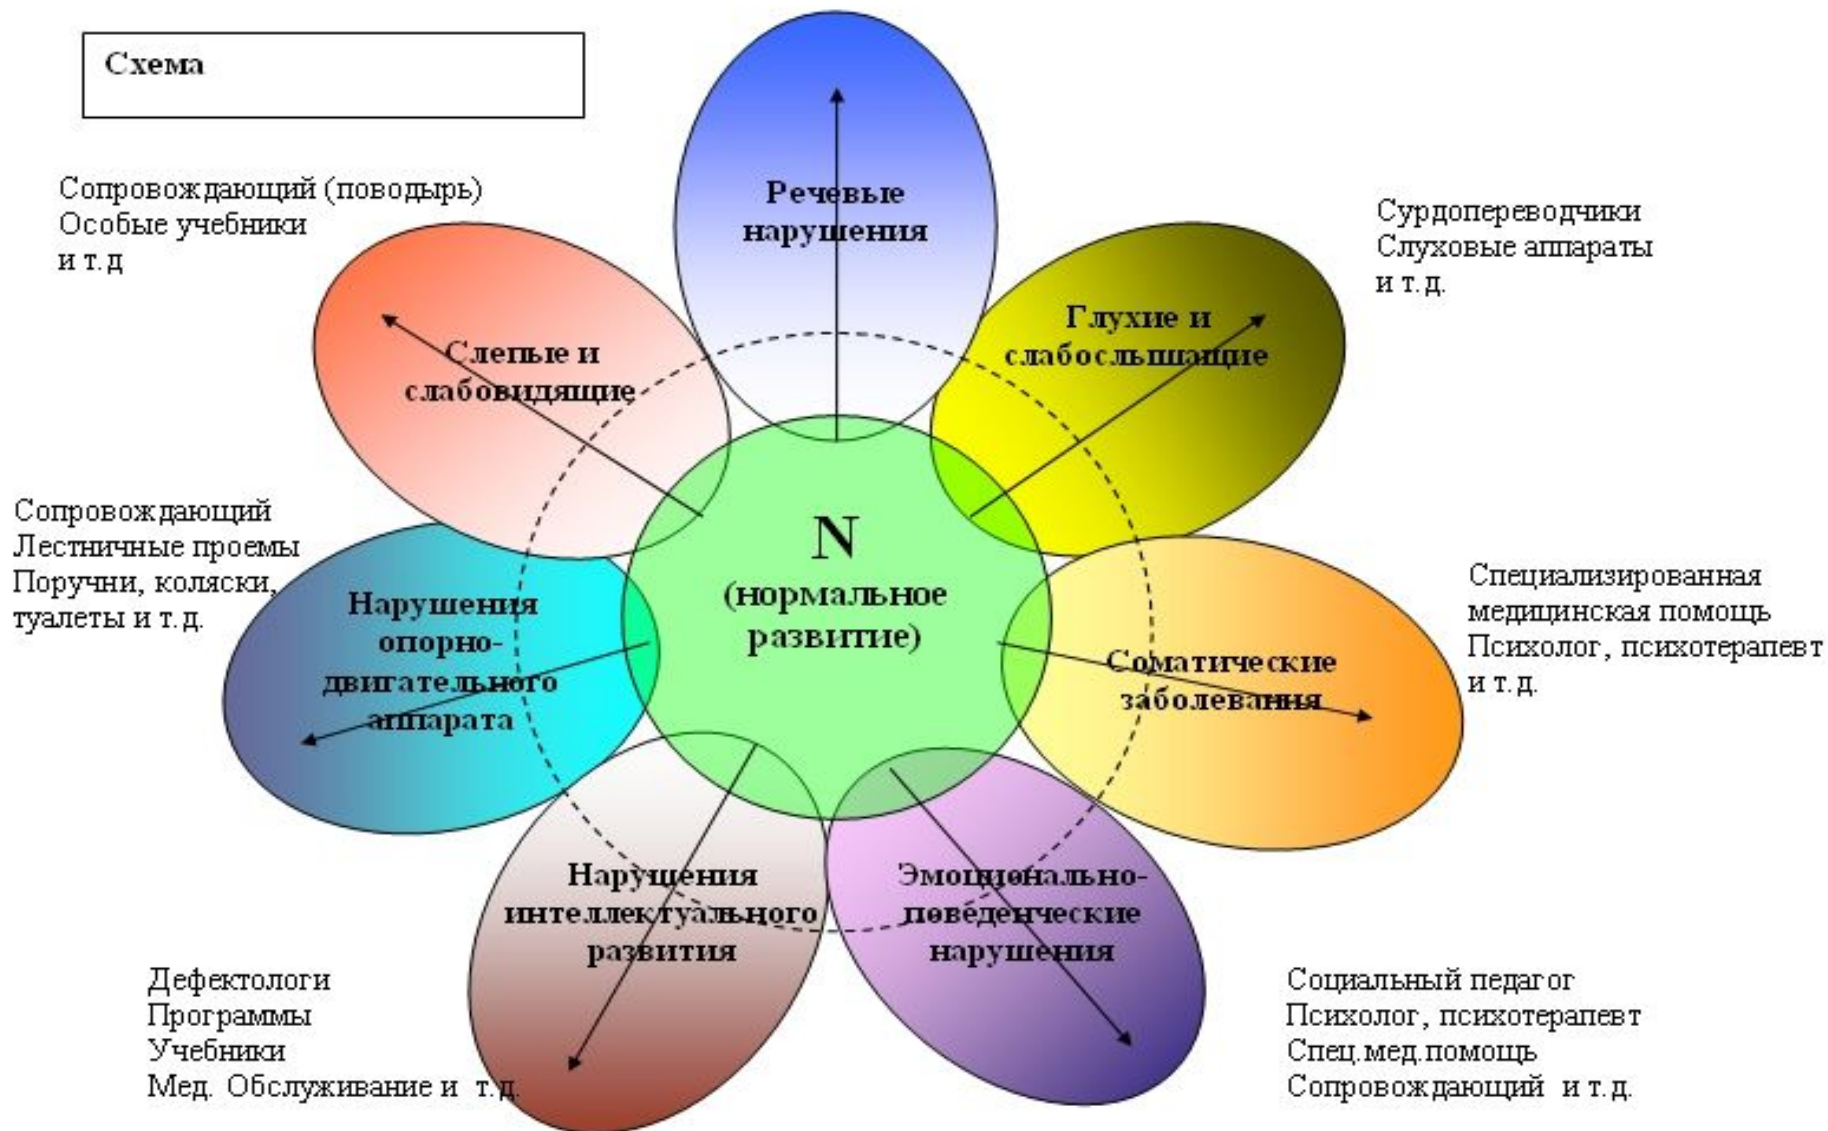 Схема
Речевые
нарушения
Сопровождающий (поводырь)
Особые учебники
и т.д
Слепые и
слабовидящие
Сурдопереводчики
Слуховые аппараты
и т.д.
Глухие и
слабослышащие
Сопровождающий
Лестничные проемы
Поручни, коляски,
туалеты и т.д.
Нарушения
опорно-
двигательного
аппарата
N
(нормальное
развитие)
Специализированная
медицинская помощь
Психолог, психотерапевт
и т.д.
Соматические
заболевания
Нарушения
интеллектуального
развития
Эмоционально-
поведенческие
нарушения
Дефектологи
Программы
Учебники
Мед. Обслуживание и т.д.
Социальный педагог
Психолог, психотерапевт
Спец.мед.помощь
Сопровождающий и т.д.